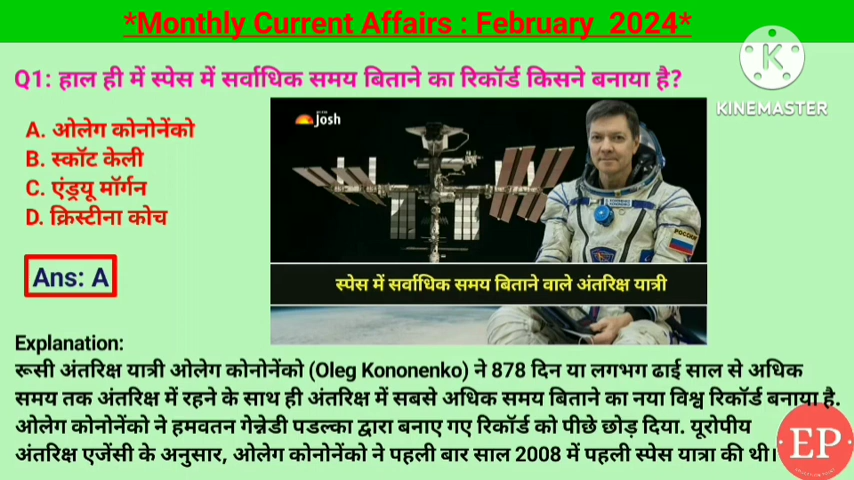 *Monthly Current Affairs : February 2024*
Q1: हाल ही में स्पेस में सर्वाधिक समय बिताने का रिकॉर्ड किसने बनाया है?
K
KINEMASTER
A. ओलेग कोनोनेंको
B. स्कॉट केली
C. एंड्रयू मॉर्गन
D. क्रिस्टीना कोच
Ans: A
josh
РОССИЯ
स्पेस में सर्वाधिक समय बिताने वाले अंतरिक्ष यात्री
Explanation:
रूसी अंतरिक्ष यात्री ओलेग कोनोनेंको (Oleg Kononenko) ने 878 दिन या लगभग ढाई साल से अधिक
समय तक अंतरिक्ष में रहने के साथ ही अंतरिक्ष में सबसे अधिक समय बिताने का नया विश्व रिकॉर्ड बनाया है.
ओलेग कोनोनेंको ने हमवतन गेन्नेडी पडल्का द्वारा बनाए गए रिकॉर्ड को पीछे छोड़ दिया. यूरोपीय
अंतरिक्ष एजेंसी के अनुसार, ओलेग कोनोनेंको ने पहली बार साल 2008 में पहली स्पेस यात्रा की थी।
EP